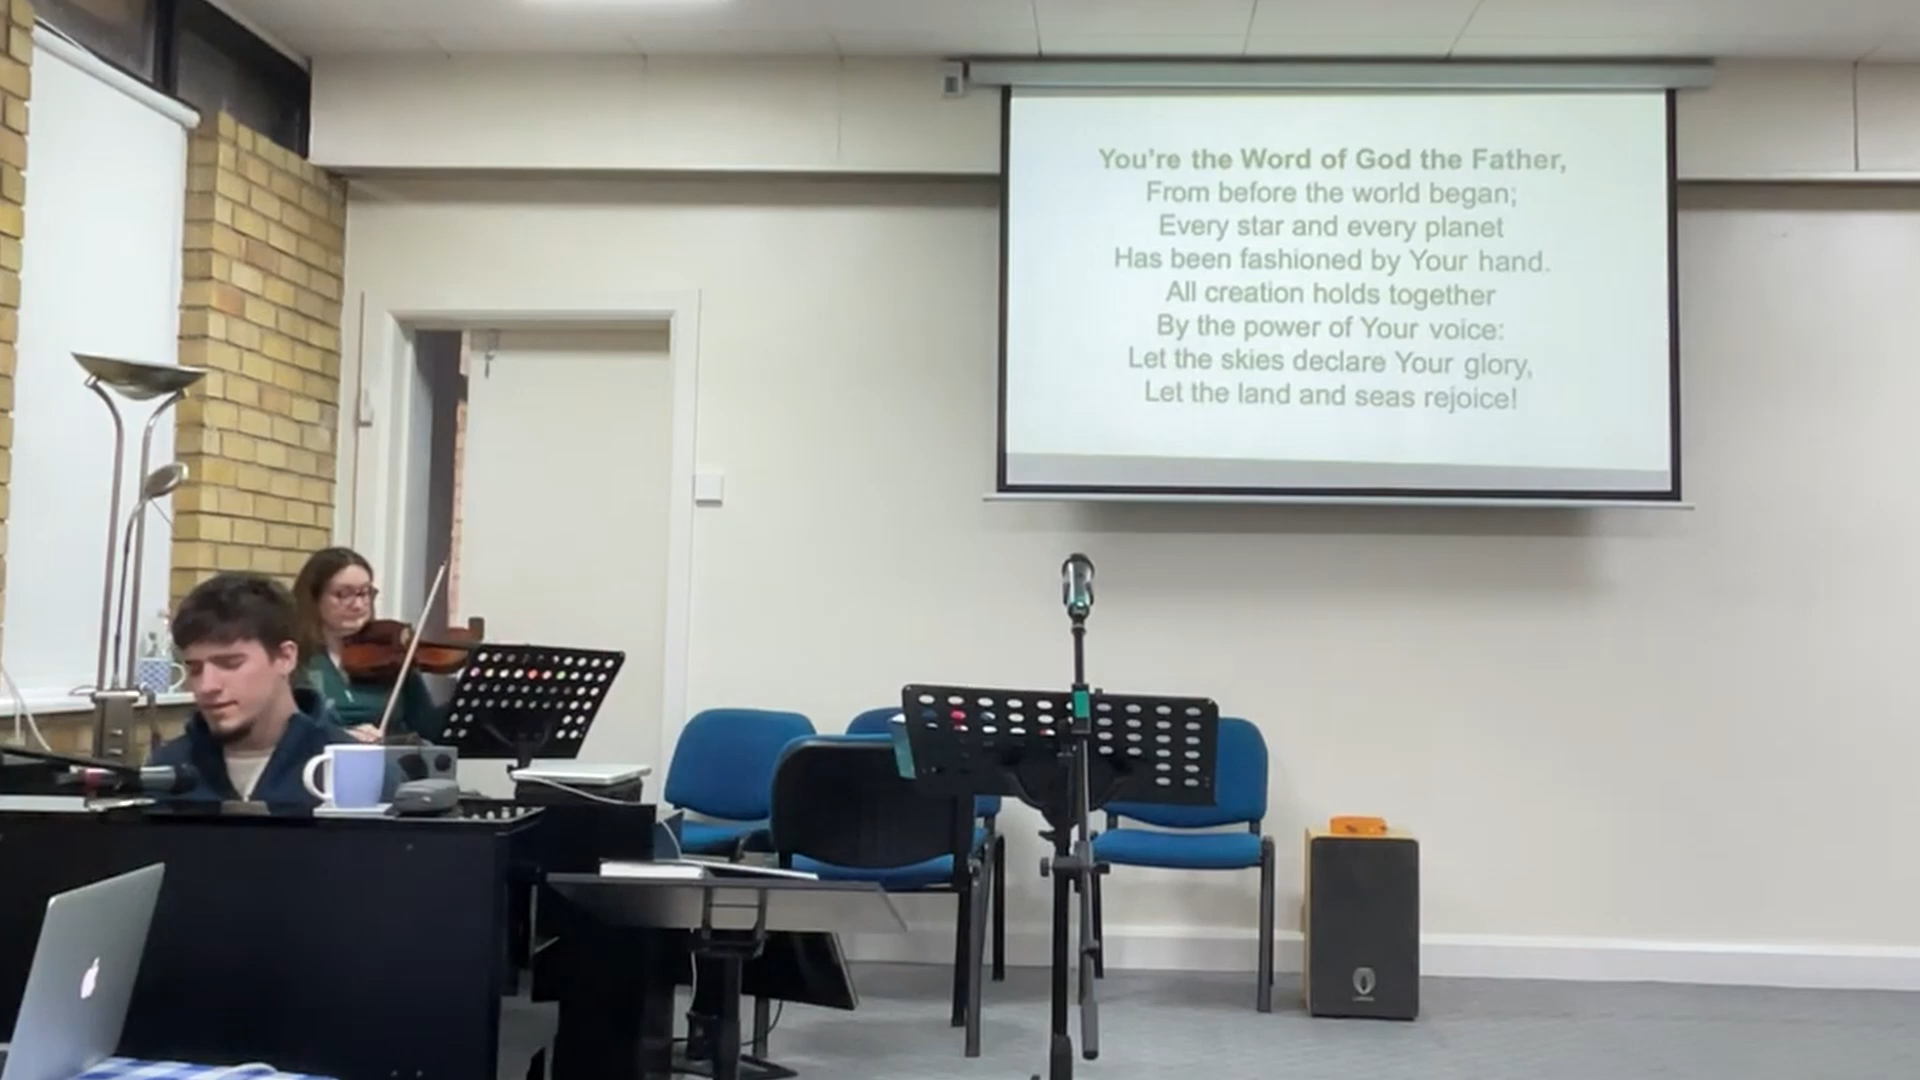 You're the Word of God the Father,
From before the world began;
Every star and every planet
Has been fashioned by Your hand.
All creation holds together
By the power of Your voice:
Let the skies declare Your glory,
Let the land and seas rejoice!